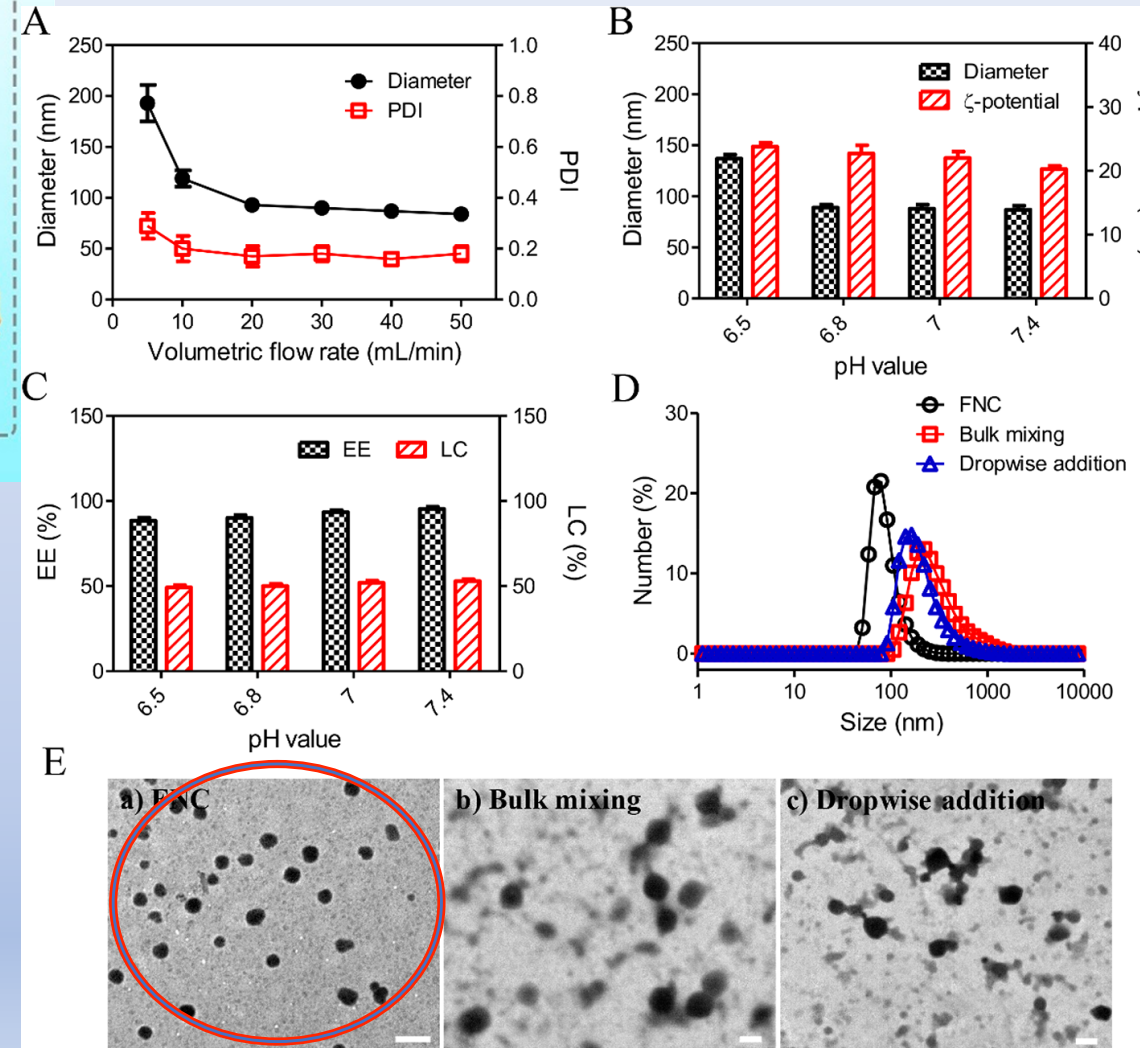 A
250
200
150
100
50
0
Diameter (nm)
1.0
0.8
0.6
0.4
0.2
0.0
PDI
Diameter
PDI
0 10 20 30 40 50
Volumetric flow rate (mL/min)
B
250
200
150
100
50
0
Diameter (nm)
40
30
20
10
0
Diameter
ζ-potential
6.5 6.8 7 7.4
pH value
C
150
100
50
0
EE (%)
150
100
50
0
LC (%)
EE LC
6.5 6.8 7 7.4
pH value
D
30
20
10
0
Number (%)
FNC
Bulk mixing
Dropwise addition
1 10 100 1000 10000
Size (nm)
E
a) FNC
b) Bulk mixing
c) Dropwise addition